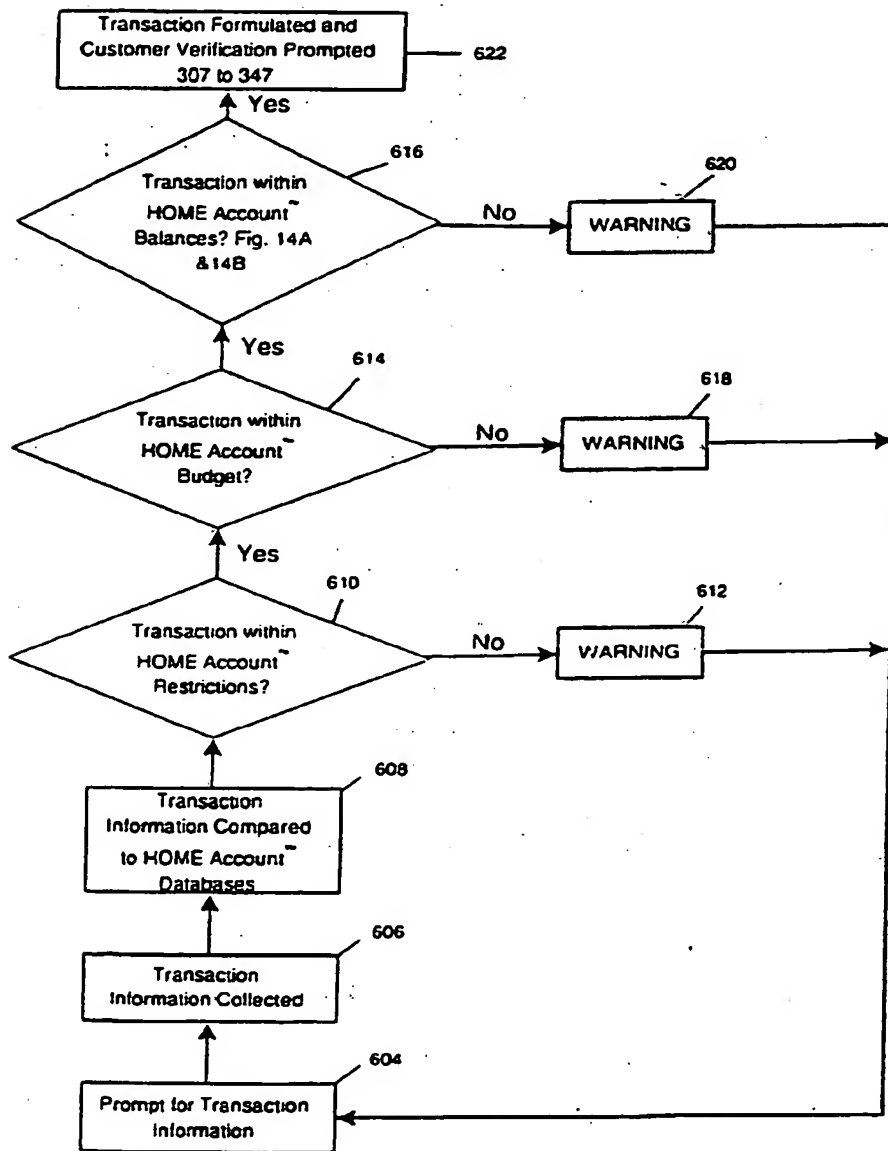 Transaction Formulated and
Customer Verification Prompted
307 to 347
622
Yes
616
Transaction within
HOME Account~
Balances? Fig. 14A
&14B
No
620
WARNING
Yes
614
Transaction within
HOME Account~
Budget?
No
618
WARNING
Yes
610
Transaction within
HOME Account~
Restrictions?
No
612
WARNING
608
Transaction
Information Compared
to HOME Account~
Databases
606
Transaction
Information Collected
604
Prompt for Transaction
Information